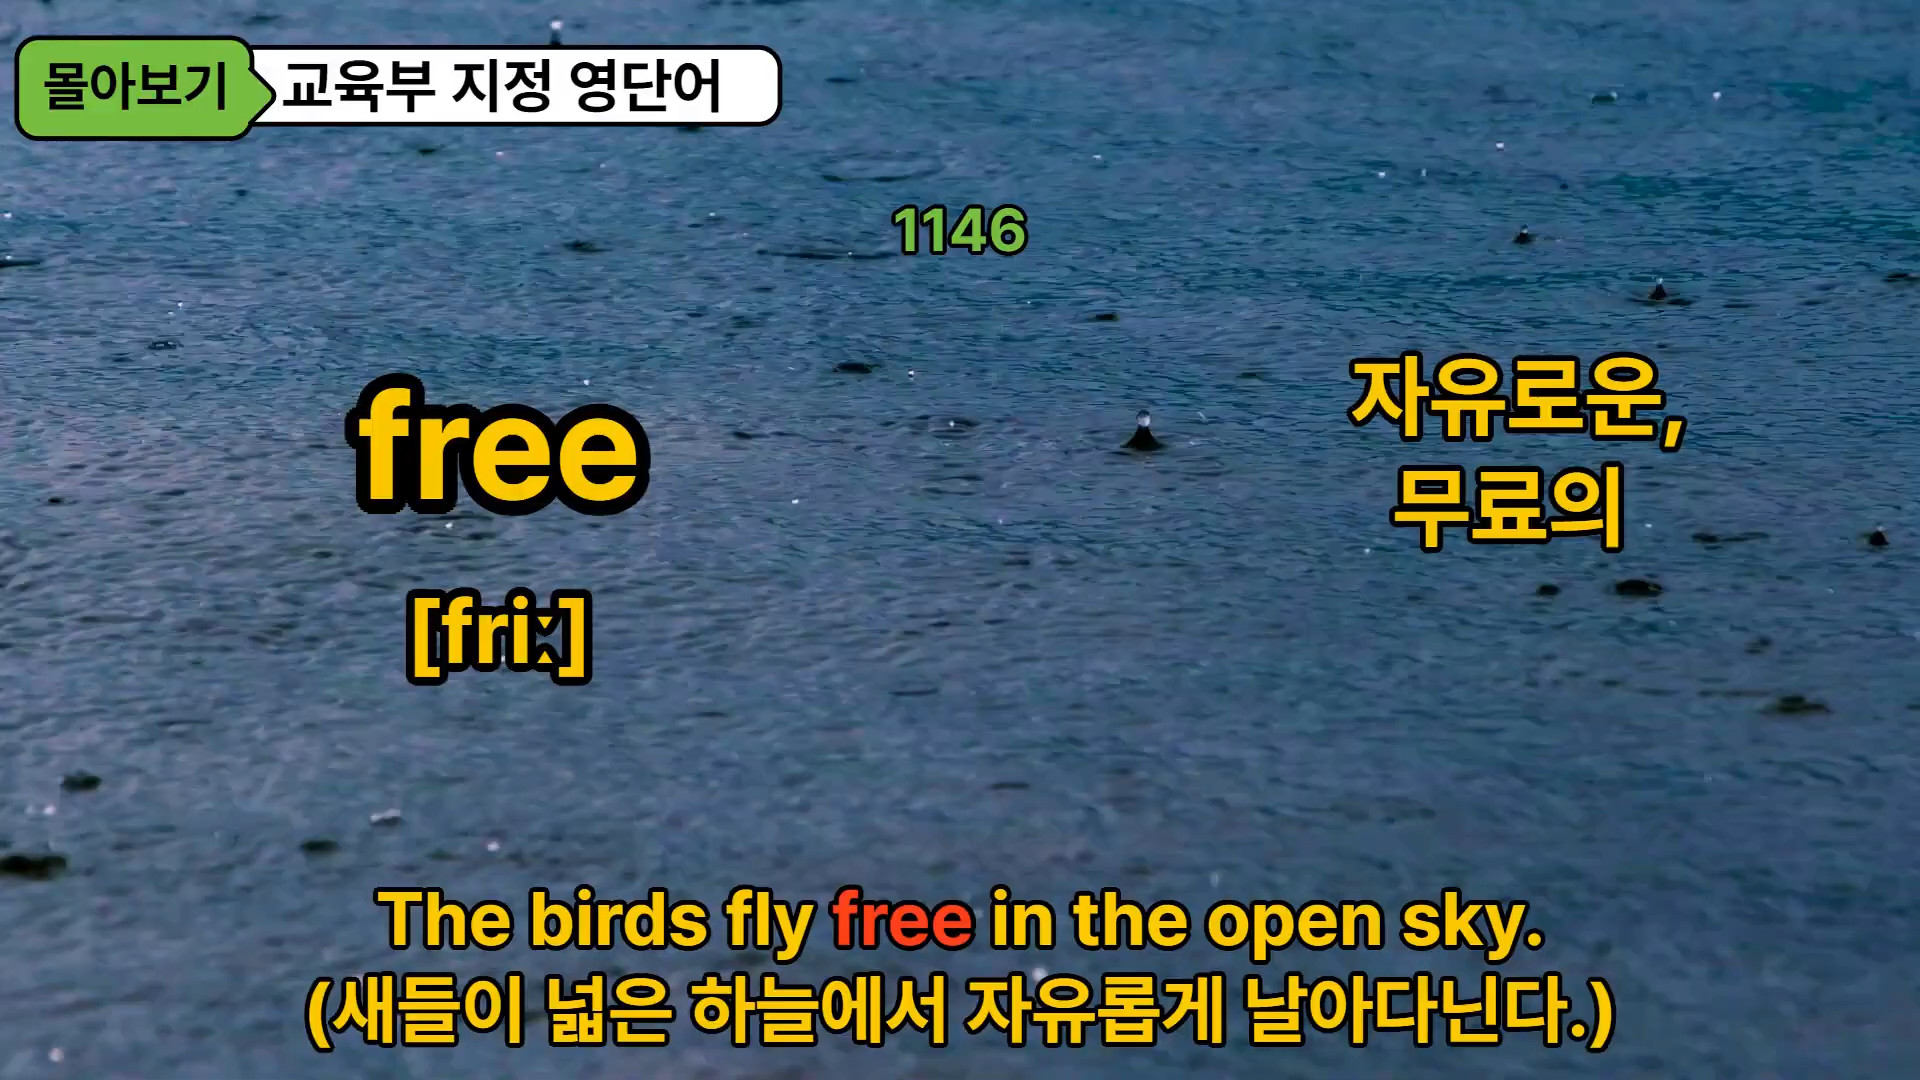 몰아보기 교육부 지정 영단어
1146
free
[friː]
자유로운,
무료의
The birds fly free in the open sky.
(새들이 넓은 하늘에서 자유롭게 날아다닌다.)